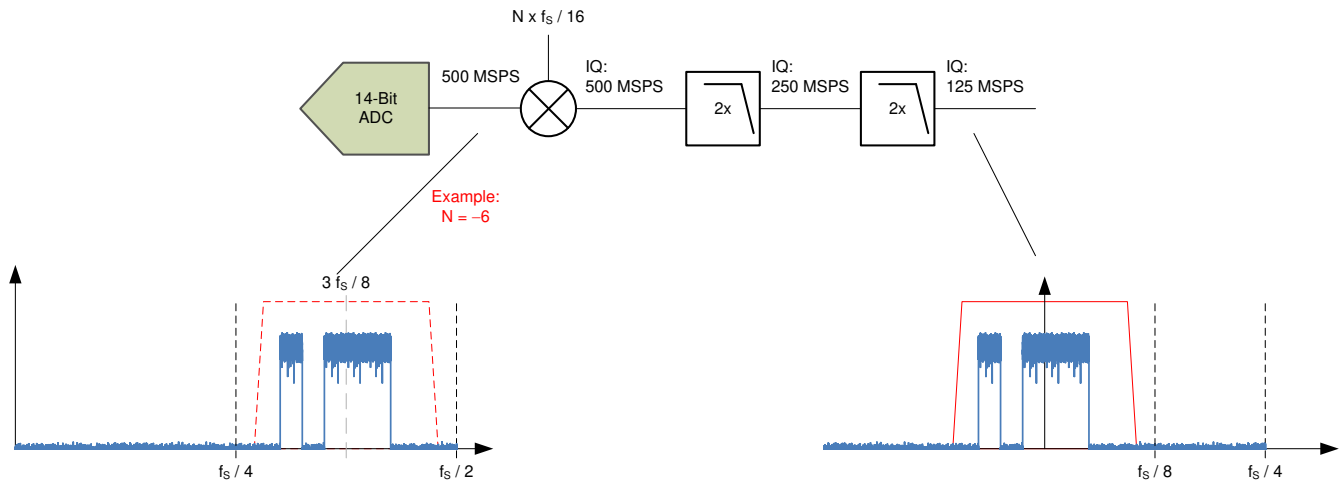 N x fS / 16
14-Bit
ADC
500 MSPS
IQ:
500 MSPS
2x
IQ:
250 MSPS
2x
IQ:
125 MSPS
Example:
N = –6
3 fS / 8
fS / 4
fS / 2
fS / 8
fS / 4